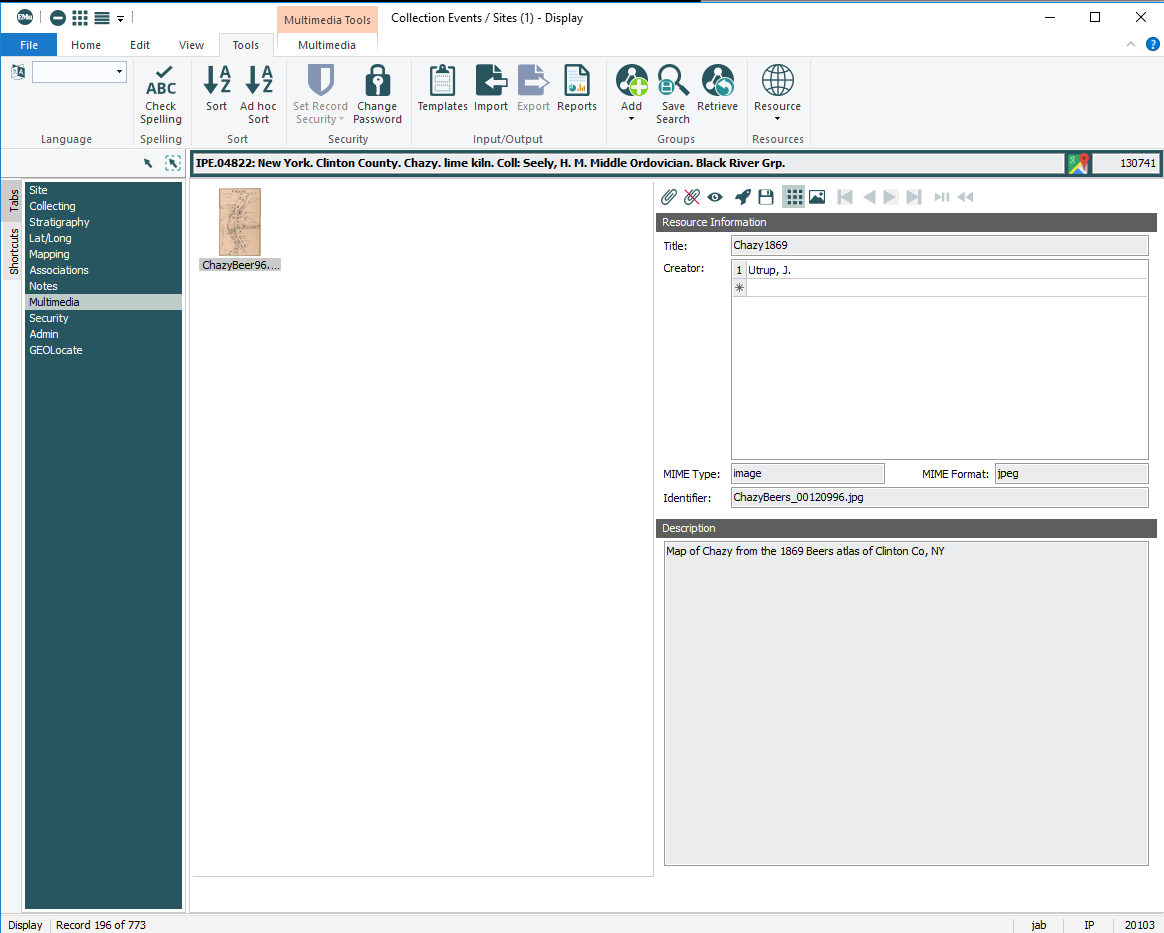 EMu
Multimedia Tools
Collection Events / Sites (1) - Display
File
Home
Edit
View
Tools
Multimedia
?
ABC
Check
Spelling
A
Z
Sort
A
Z
Ad hoc
Sort
Set Record
Security
Change
Password
Templates
Import
Export
Reports
Add
Save
Search
Retrieve
Resource
Language
Spelling
Sort
Security
Input/Output
Groups
Resources
IPE.04822: New York. Clinton County. Chazy. lime kiln. Coll: Seely, H. M. Middle Ordovician. Black River Grp.
130741
Tabs
Shortcuts
Site
Collecting
Stratigraphy
Lat/Long
Mapping
Associations
Notes
Multimedia
Security
Admin
GEOLocate
ChazyBeer96....
Resource Information
Title:
Chazy1869
Creator:
1 Utrup, J.
MIME Type:
image
MIME Format:
jpeg
Identifier:
ChazyBeers_00120996.jpg
Description
Map of Chazy from the 1869 Beers atlas of Clinton Co, NY
Display
Record 196 of 773
jab
IP
20103